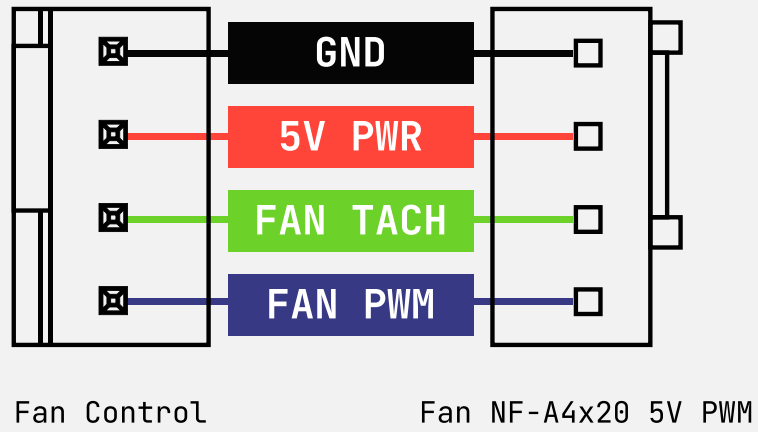 GND
5V PWR
FAN TACH
FAN PWM
Fan Control
Fan NF-A4x20 5V PWM